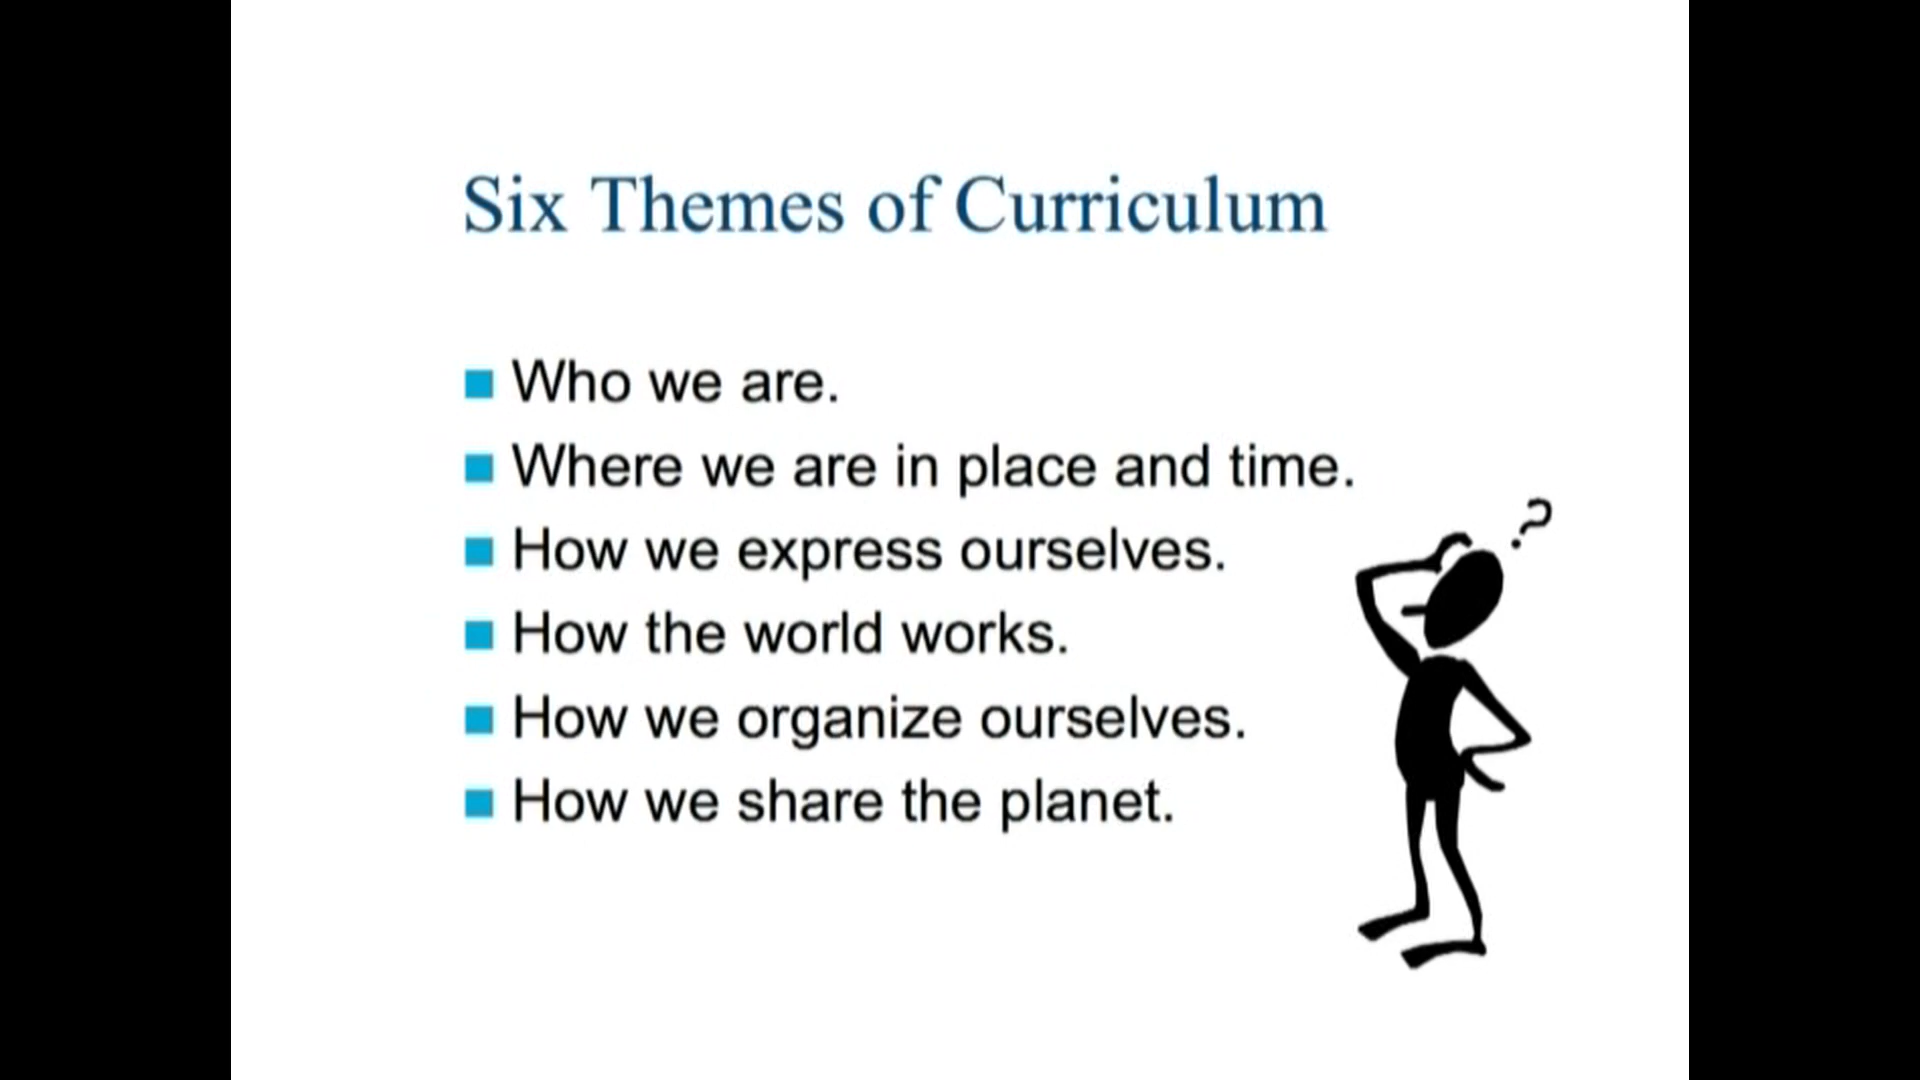 Six Themes of Curriculum
Who we are.
Where we are in place and time.
How we express ourselves.
How the world works.
How we organize ourselves.
How we share the planet.
?